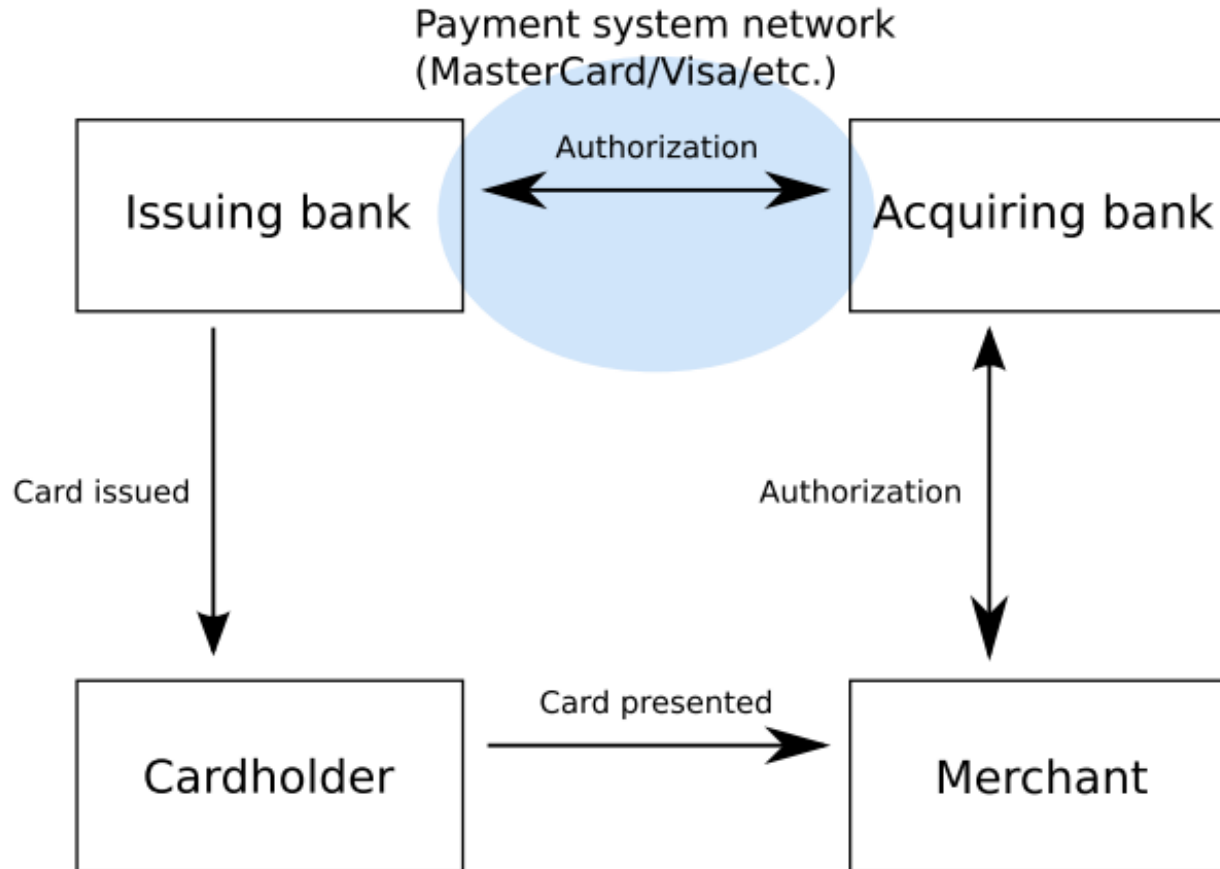 Payment system network
(MasterCard/Visa/etc.)
Authorization
Issuing bank
Acquiring bank
Card issued
Authorization
Card presented
Cardholder
Merchant